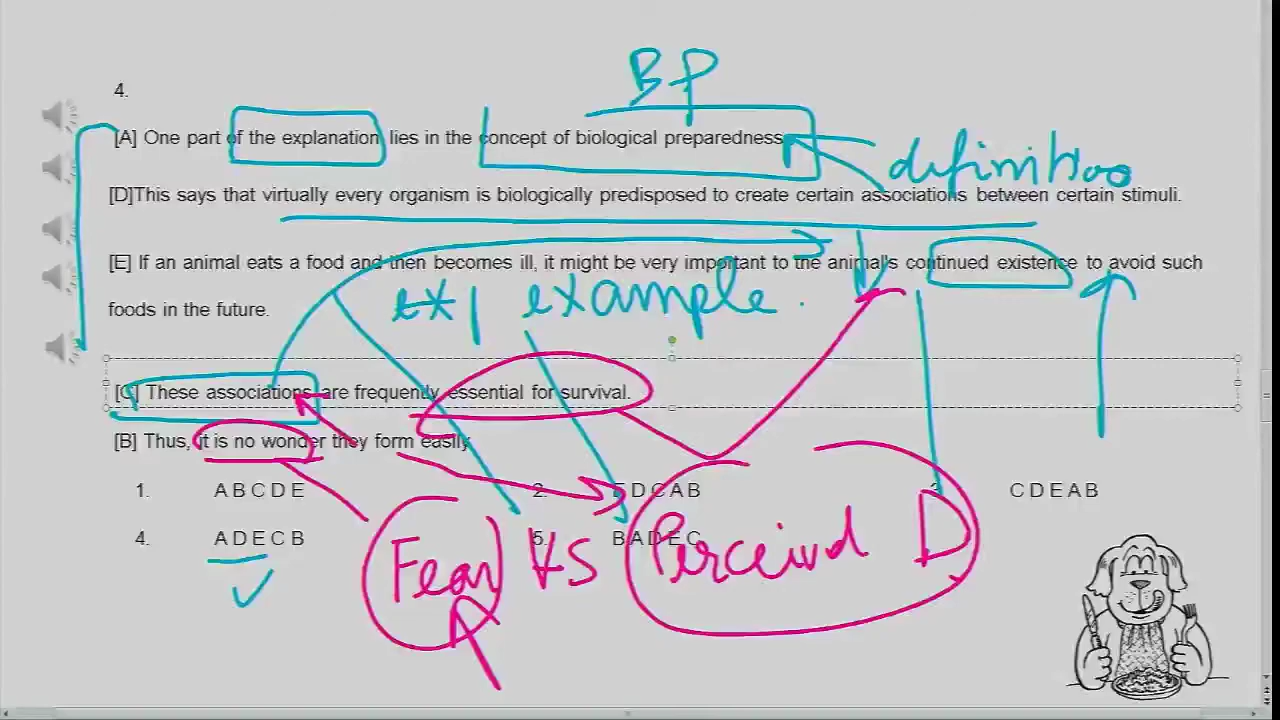 BP
4.
[A] One part of the explanation lies in the concept of biological preparedness
definition
[D]This says that virtually every organism is biologically predisposed to create certain associations between certain stimuli.
[E] If an animal eats a food and then becomes ill, it might be very important to the animal's continued existence to avoid such
foods in the future.
example.
[C] These associations are frequently essential for survival.
[B] Thus, it is no wonder they form easily
1. A B C D E 2. E D C A B 3. C D E A B
4. A D E C B 5. B A D E C
Fear VS Perceivd D